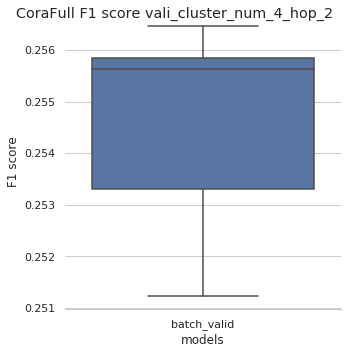 CoraFull F1 score vali_cluster_num_4_hop_2
0.256
0.255
0.254
0.253
0.252
0.251
F1 score
batch_valid
models